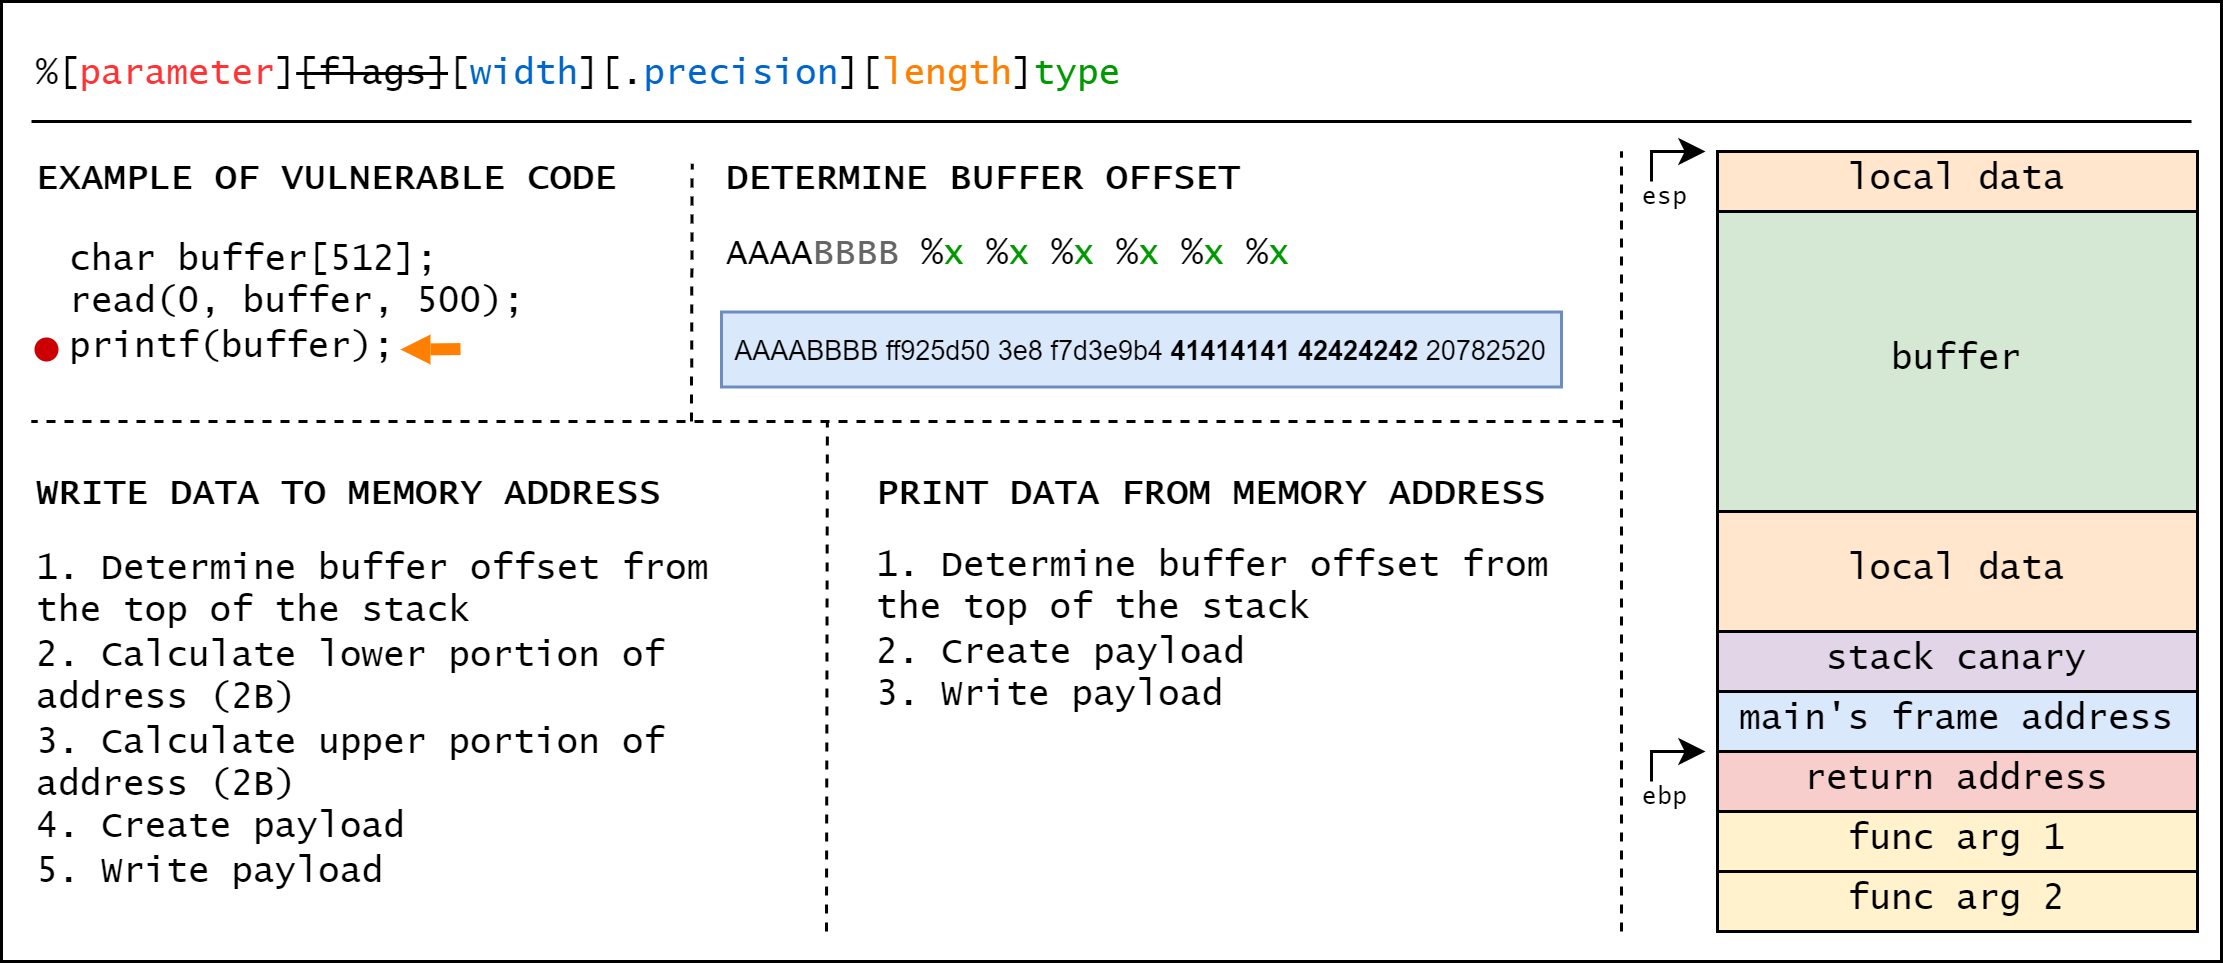 %[parameter][flags][width][.precision][length]type
EXAMPLE OF VULNERABLE CODE
char buffer[512];
read(0, buffer, 500);
printf(buffer);
DETERMINE BUFFER OFFSET
AAAABBBB %x %x %x %x %x %x
AAAABBBB ff925d50 3e8 f7d3e9b4 41414141 42424242 20782520
WRITE DATA TO MEMORY ADDRESS
1. Determine buffer offset from
the top of the stack
2. Calculate lower portion of
address (2B)
3. Calculate upper portion of
address (2B)
4. Create payload
5. Write payload
PRINT DATA FROM MEMORY ADDRESS
1. Determine buffer offset from
the top of the stack
2. Create payload
3. Write payload
esp
local data
buffer
local data
stack canary
main's frame address
ebp
return address
func arg 1
func arg 2